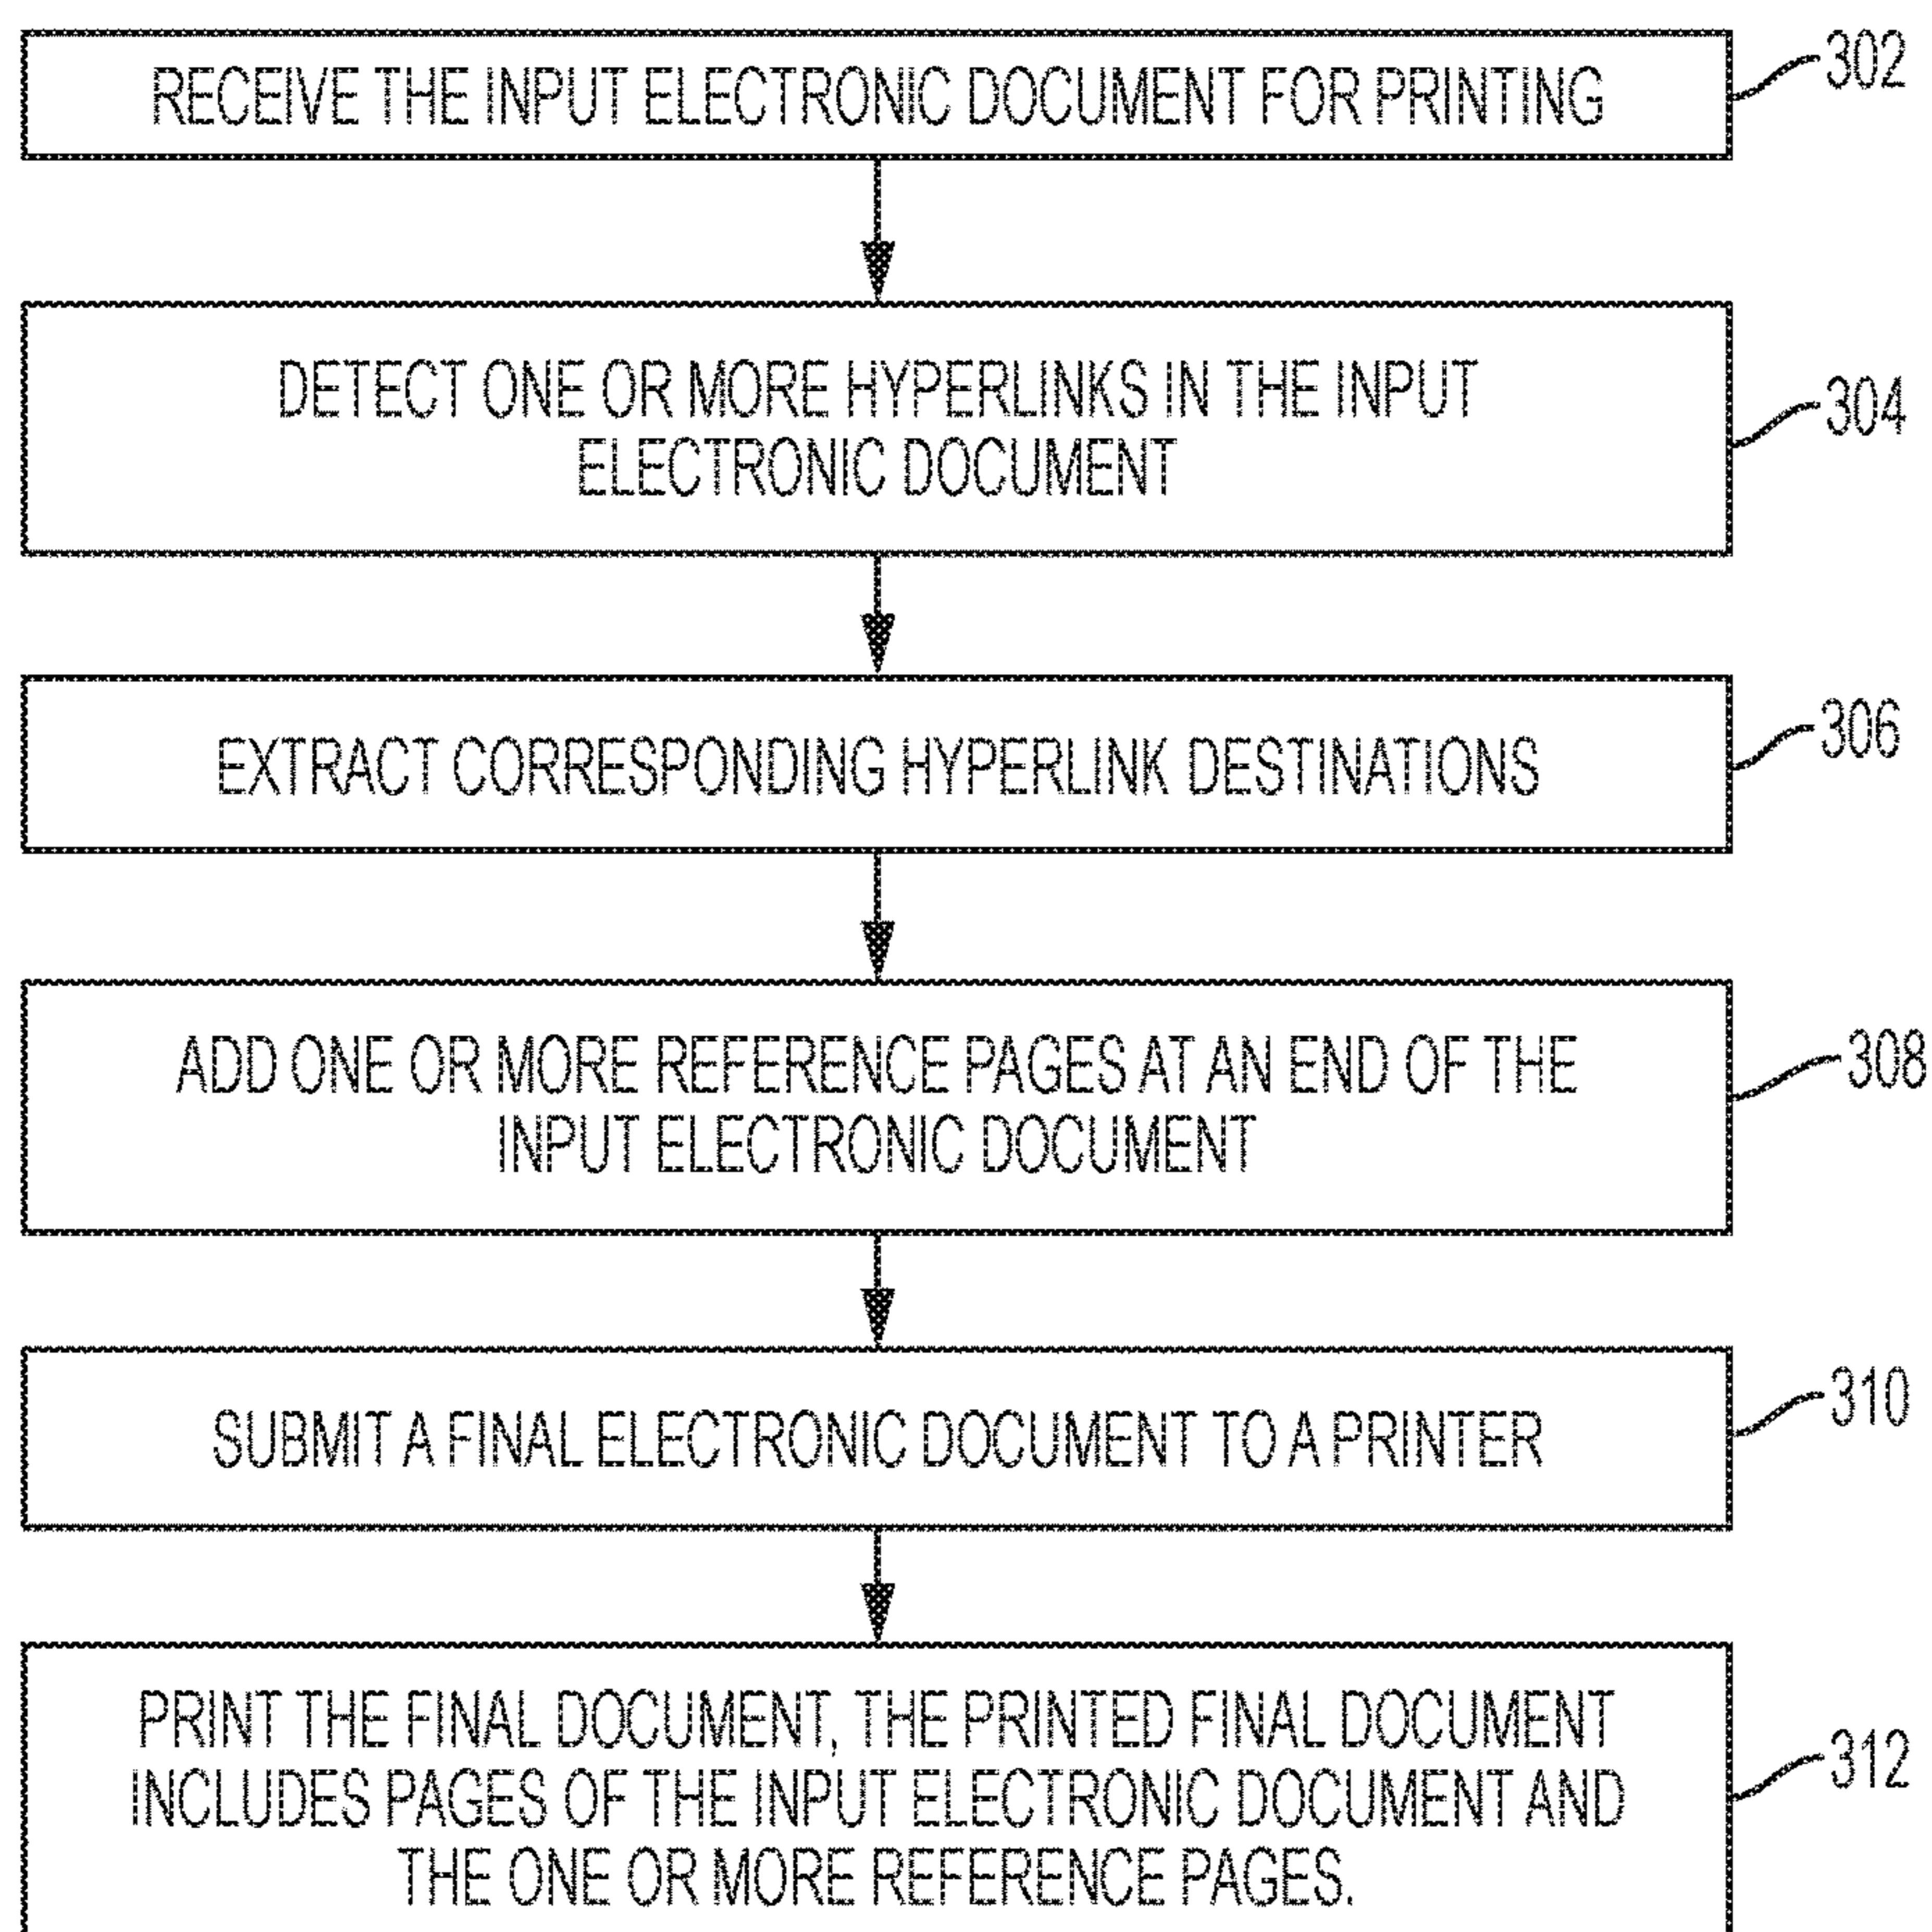 RECEIVE THE INPUT ELECTRONIC DOCUMENT FOR PRINTING
302
DETECT ONE OR MORE HYPERLINKS IN THE INPUT
ELECTRONIC DOCUMENT
304
EXTRACT CORRESPONDING HYPERLINK DESTINATIONS
306
ADD ONE OR MORE REFERENCE PAGES AT AN END OF THE
INPUT ELECTRONIC DOCUMENT
308
SUBMIT A FINAL ELECTRONIC DOCUMENT TO A PRINTER
310
PRINT THE FINAL DOCUMENT, THE PRINTED FINAL DOCUMENT
INCLUDES PAGES OF THE INPUT ELECTRONIC DOCUMENT AND
THE ONE OR MORE REFERENCE PAGES.
312